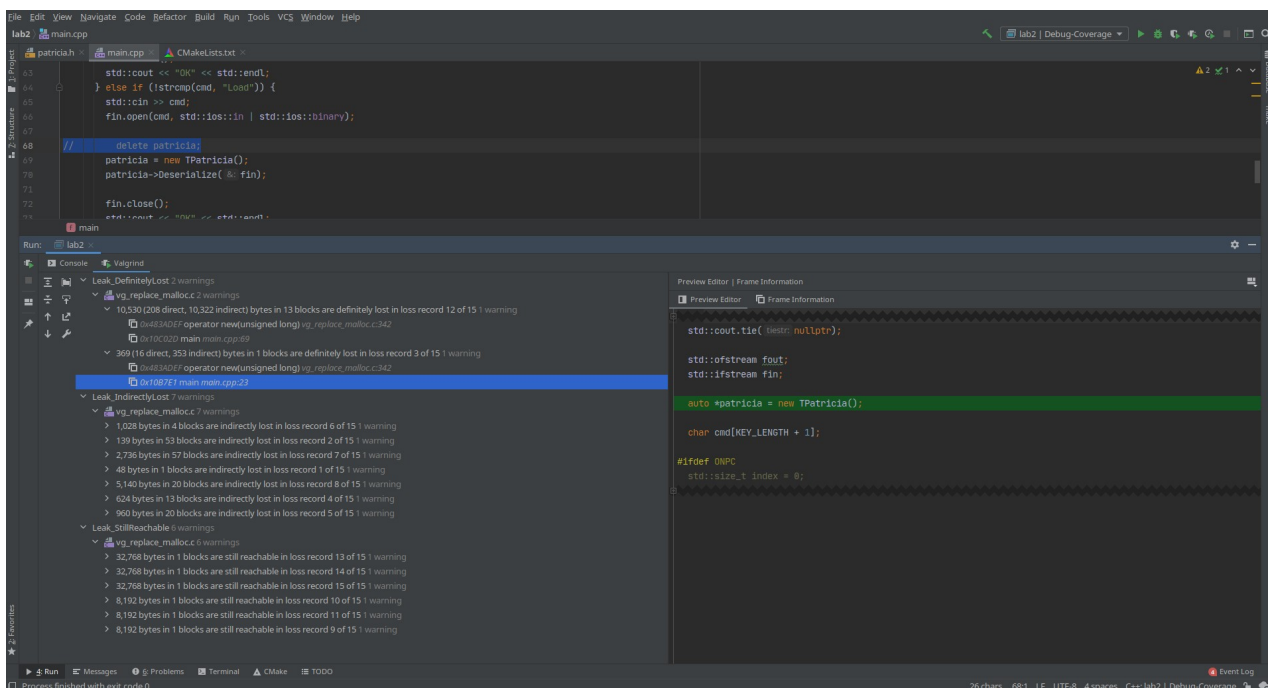 File Edit View Navigate Code Refactor Build Run Tools VCS Window Help
lab2 main.cpp
lab2 | Debug-Coverage
patricia.h main.cpp CMakeLists.txt
1: Project
7: Structure
63 std::cout << "OK" << std::endl;
2 1
64 } else if (!strcmp(cmd, "Load")) {
65 std::cin >> cmd;
66 fin.open(cmd, std::ios::in | std::ios::binary);
67
68 // delete patricia;
69 patricia = new TPatricia();
70 patricia->Deserialize( &: fin);
71
72 fin.close();
73 std::cout << "OK" << std::endl;
main
Run: lab2
Console Valgrind
Leak_DefinitelyLost 2 warnings
vg_replace_malloc.c 2 warnings
10,530 (208 direct, 10,322 indirect) bytes in 13 blocks are definitely lost in loss record 12 of 15 1 warning
0x483ADEF operator new(unsigned long) vg_replace_malloc.c:342
0x10C02D main main.cpp:69
369 (16 direct, 353 indirect) bytes in 1 blocks are definitely lost in loss record 3 of 15 1 warning
0x483ADEF operator new(unsigned long) vg_replace_malloc.c:342
0x10B7E1 main main.cpp:23
Leak_IndirectlyLost 7 warnings
vg_replace_malloc.c 7 warnings
1,028 bytes in 4 blocks are indirectly lost in loss record 6 of 15 1 warning
139 bytes in 53 blocks are indirectly lost in loss record 2 of 15 1 warning
2,736 bytes in 57 blocks are indirectly lost in loss record 7 of 15 1 warning
48 bytes in 1 blocks are indirectly lost in loss record 1 of 15 1 warning
5,140 bytes in 20 blocks are indirectly lost in loss record 8 of 15 1 warning
624 bytes in 13 blocks are indirectly lost in loss record 4 of 15 1 warning
960 bytes in 20 blocks are indirectly lost in loss record 5 of 15 1 warning
Leak_StillReachable 6 warnings
vg_replace_malloc.c 6 warnings
32,768 bytes in 1 blocks are still reachable in loss record 13 of 15 1 warning
32,768 bytes in 1 blocks are still reachable in loss record 14 of 15 1 warning
32,768 bytes in 1 blocks are still reachable in loss record 15 of 15 1 warning
8,192 bytes in 1 blocks are still reachable in loss record 10 of 15 1 warning
8,192 bytes in 1 blocks are still reachable in loss record 11 of 15 1 warning
8,192 bytes in 1 blocks are still reachable in loss record 9 of 15 1 warning
Preview Editor | Frame Information
Preview Editor Frame Information
std::cout.tie( tiestr: nullptr);
std::ofstream fout;
std::ifstream fin;
auto *patricia = new TPatricia();
char cmd[KEY_LENGTH + 1];
#ifdef ONPC
std::size_t index = 0;
2: Favorites
4: Run Messages 6: Problems Terminal CMake TODO
4 Event Log
Process finished with exit code 0
26 chars 68:1 LF UTF-8 4 spaces C++: lab2 | Debug-Coverage